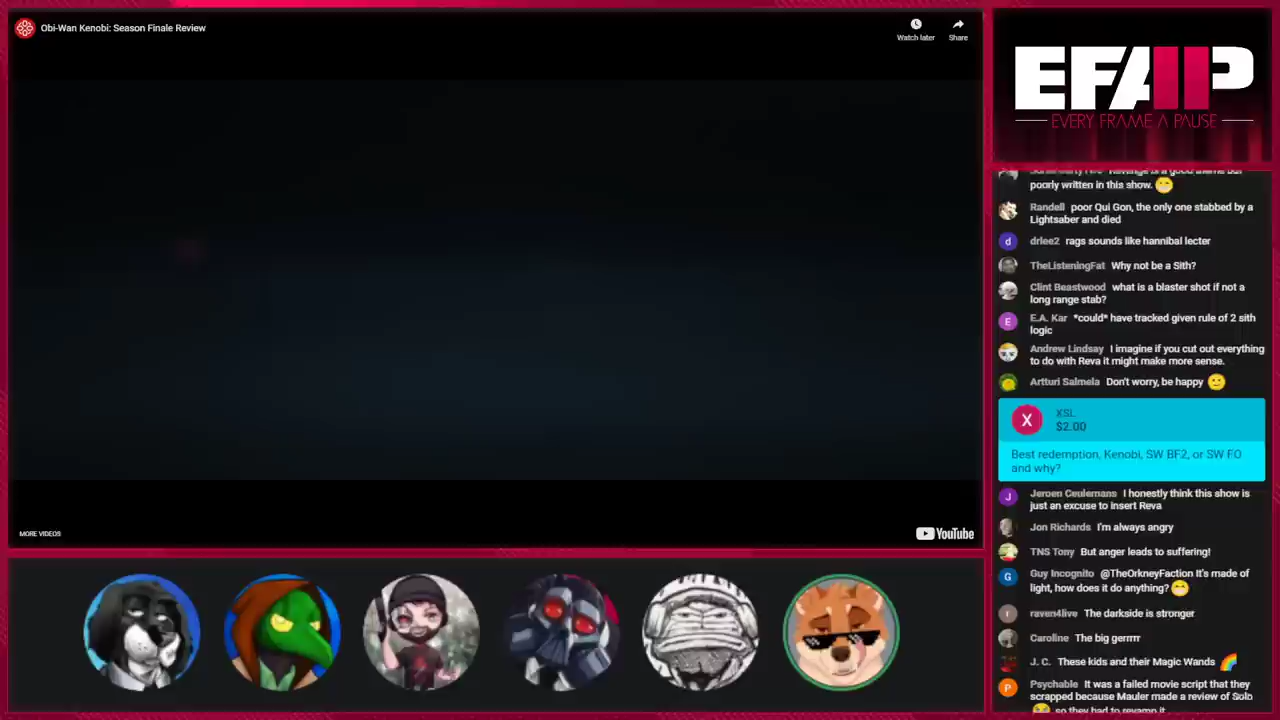 Obi-Wan Kenobi: Season Finale Review
Watch later
Share
MORE VIDEOS
YouTube
EFAP
EVERY FRAME A PAUSE
poorly written in this show.
Randell poor Qui Gon, the only one stabbed by a
Lightsaber and died
drlee2 rags sounds like hannibal lecter
TheListeningFat Why not be a Sith?
Clint Beastwood what is a blaster shot if not a
long range stab?
E.A. Kar *could* have tracked given rule of 2 sith
logic
Andrew Lindsay I imagine if you cut out everything
to do with Reva it might make more sense.
Artturi Salmela Don't worry, be happy
X
XSL
$2.00
Best redemption, Kenobi, SW BF2, or SW FO
and why?
Jeroen Ceulemans I honestly think this show is
just an excuse to insert Reva
Jon Richards I'm always angry
TNS Tony But anger leads to suffering!
Guy Incognito @TheOrkneyFaction It's made of
light, how does it do anything?
raven4live The darkside is stronger
Caroline The big gerrrrr
J. C. These kids and their Magic Wands
Psychable It was a failed movie script that they
scrapped because Mauler made a review of Solo
so they had to revamp it